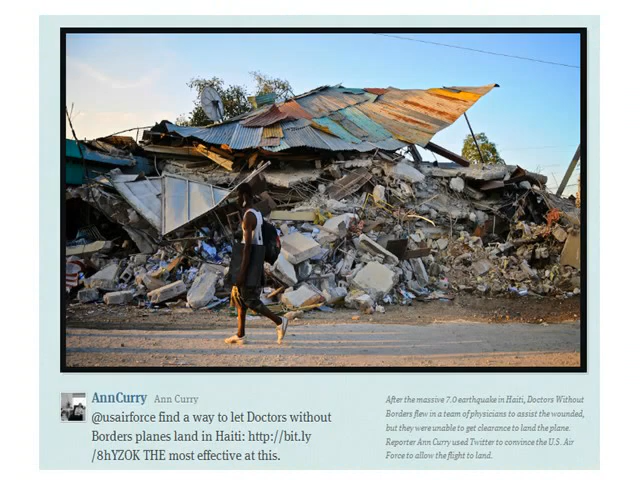 AnnCurry Ann Curry
@usairforce find a way to let Doctors without
Borders planes land in Haiti: http://bit.ly
/8hYZOK THE most effective at this.
After the massive 7.0 earthquake in Haiti, Doctors Without
Borders flew in a team of physicians to assist the wounded,
but they were unable to get clearance to land the plane.
Reporter Ann Curry used Twitter to convince the U.S. Air
Force to allow the flight to land.